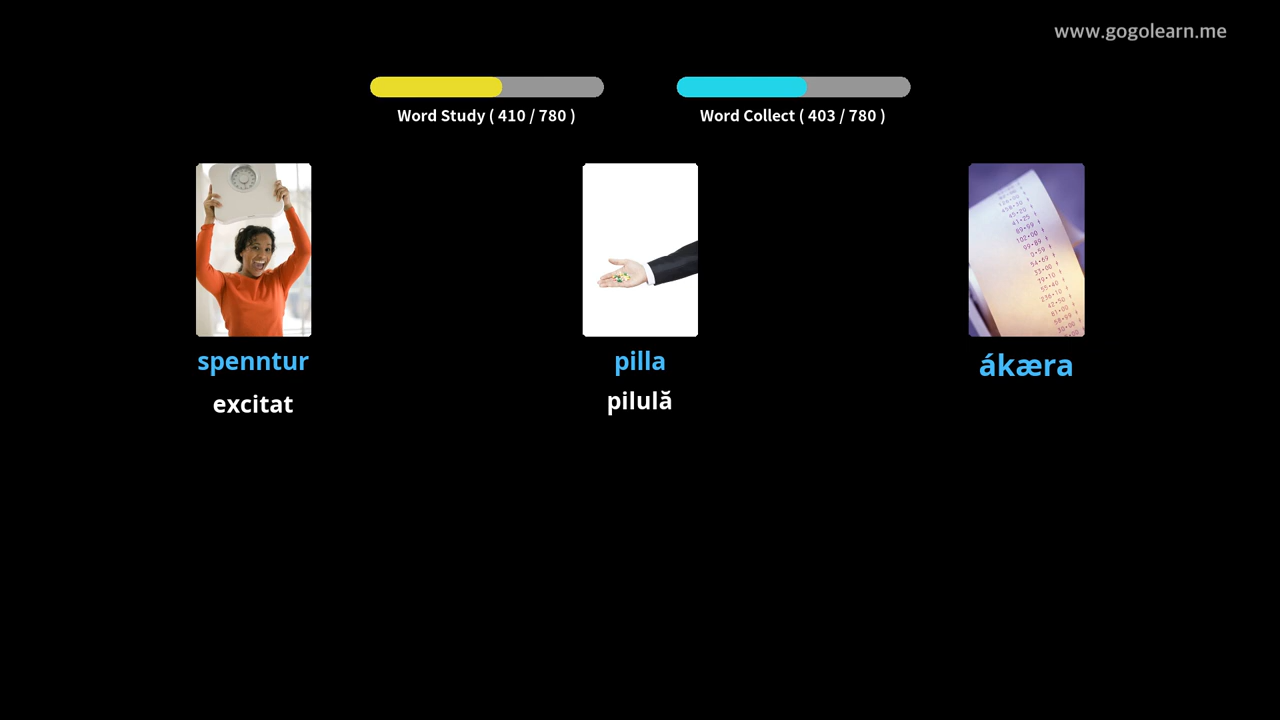 www.gogolearn.me
Word Study ( 410 / 780 )
Word Collect ( 403 / 780 )
spenntur
pilla
ákæra
excitat
pilulă